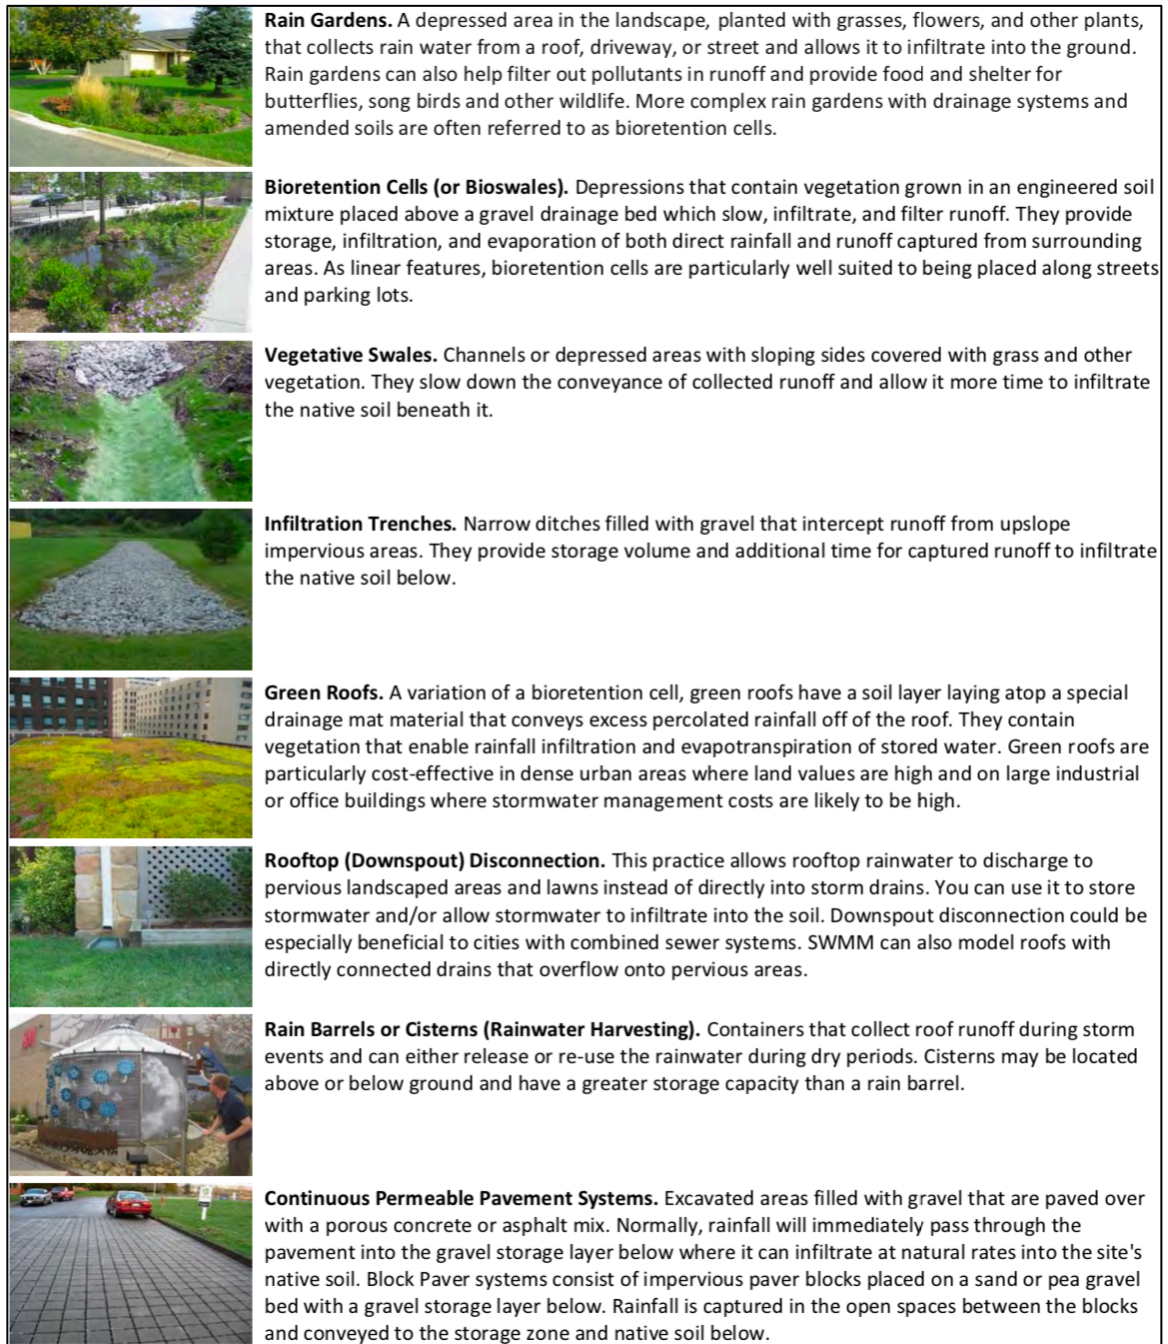 Rain Gardens. A depressed area in the landscape, planted with grasses, flowers, and other plants,
that collects rain water from a roof, driveway, or street and allows it to infiltrate into the ground.
Rain gardens can also help filter out pollutants in runoff and provide food and shelter for
butterflies, song birds and other wildlife. More complex rain gardens with drainage systems and
amended soils are often referred to as bioretention cells.
Bioretention Cells (or Bioswales). Depressions that contain vegetation grown in an engineered soil
mixture placed above a gravel drainage bed which slow, infiltrate, and filter runoff. They provide
storage, infiltration, and evaporation of both direct rainfall and runoff captured from surrounding
areas. As linear features, bioretention cells are particularly well suited to being placed along streets
and parking lots.
Vegetative Swales. Channels or depressed areas with sloping sides covered with grass and other
vegetation. They slow down the conveyance of collected runoff and allow it more time to infiltrate
the native soil beneath it.
Infiltration Trenches. Narrow ditches filled with gravel that intercept runoff from upslope
impervious areas. They provide storage volume and additional time for captured runoff to infiltrate
the native soil below.
Green Roofs. A variation of a bioretention cell, green roofs have a soil layer laying atop a special
drainage mat material that conveys excess percolated rainfall off of the roof. They contain
vegetation that enable rainfall infiltration and evapotranspiration of stored water. Green roofs are
particularly cost-effective in dense urban areas where land values are high and on large industrial
or office buildings where stormwater management costs are likely to be high.
Rooftop (Downspout) Disconnection. This practice allows rooftop rainwater to discharge to
pervious landscaped areas and lawns instead of directly into storm drains. You can use it to store
stormwater and/or allow stormwater to infiltrate into the soil. Downspout disconnection could be
especially beneficial to cities with combined sewer systems. SWMM can also model roofs with
directly connected drains that overflow onto pervious areas.
Rain Barrels or Cisterns (Rainwater Harvesting). Containers that collect roof runoff during storm
events and can either release or re-use the rainwater during dry periods. Cisterns may be located
above or below ground and have a greater storage capacity than a rain barrel.
Continuous Permeable Pavement Systems. Excavated areas filled with gravel that are paved over
with a porous concrete or asphalt mix. Normally, rainfall will immediately pass through the
pavement into the gravel storage layer below where it can infiltrate at natural rates into the site's
native soil. Block Paver systems consist of impervious paver blocks placed on a sand or pea gravel
bed with a gravel storage layer below. Rainfall is captured in the open spaces between the blocks
and conveyed to the storage zone and native soil below.